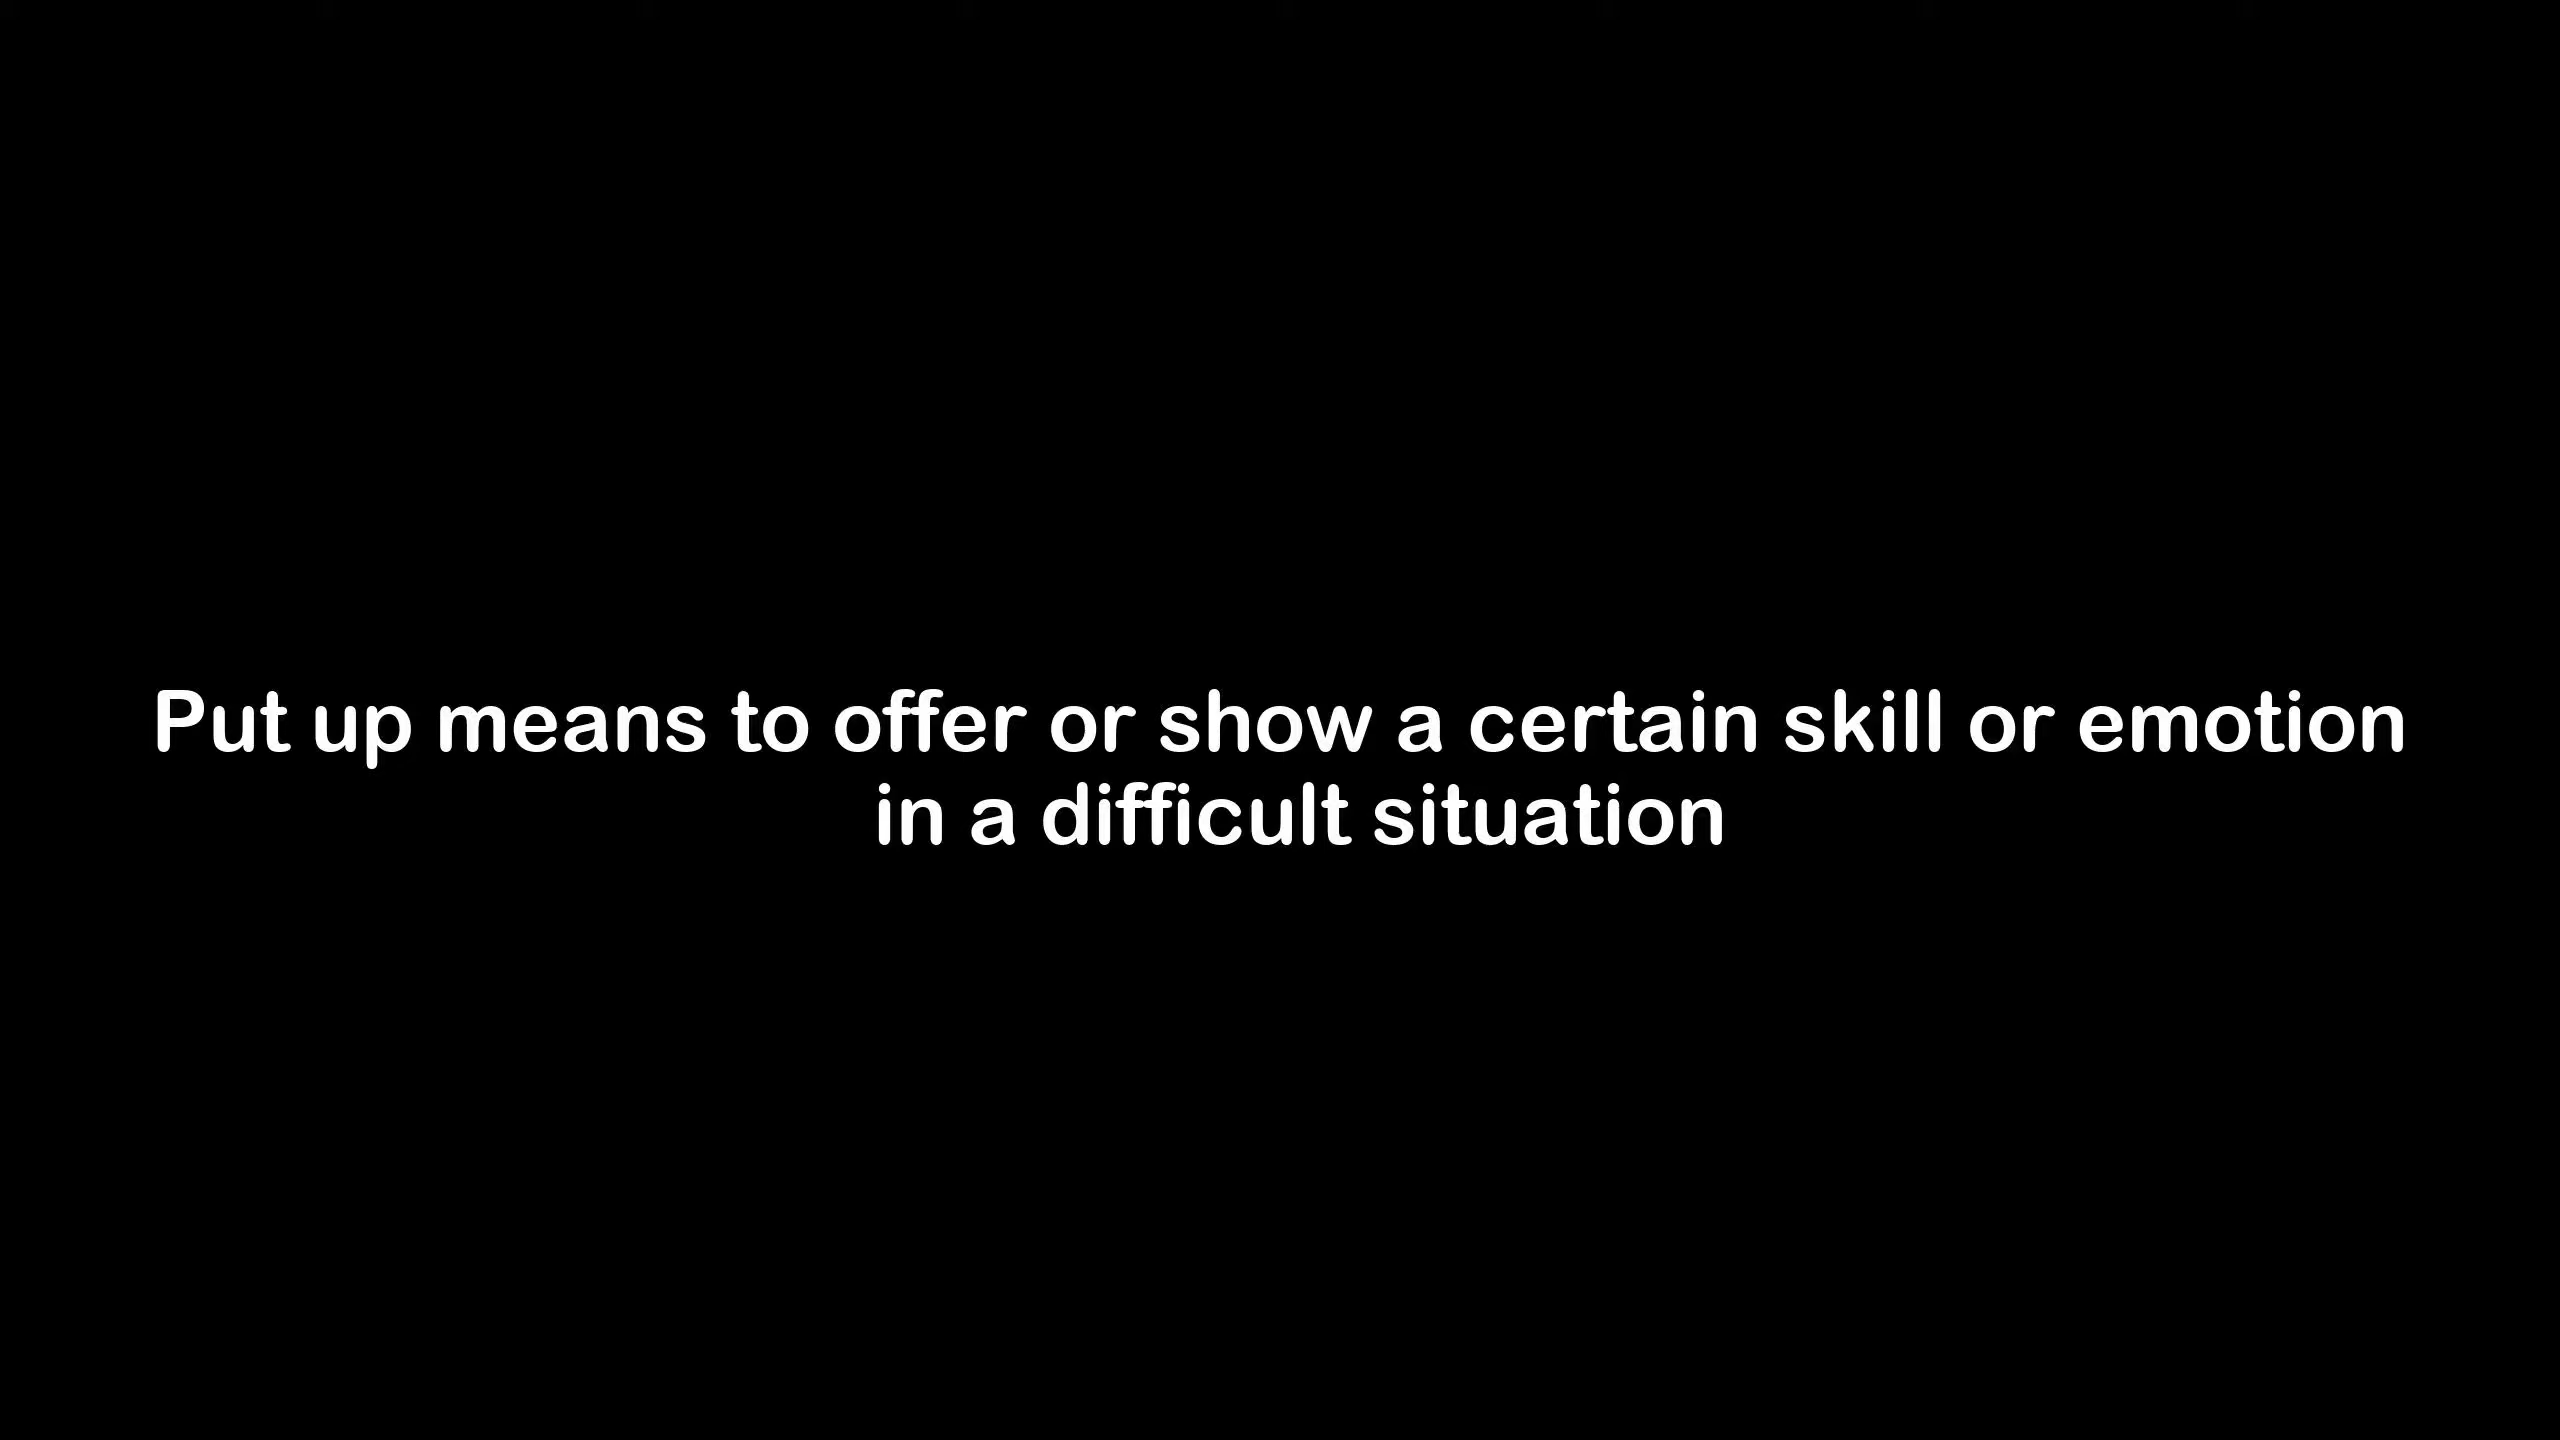 Put up means to offer or show a certain skill or emotion
in a difficult situation